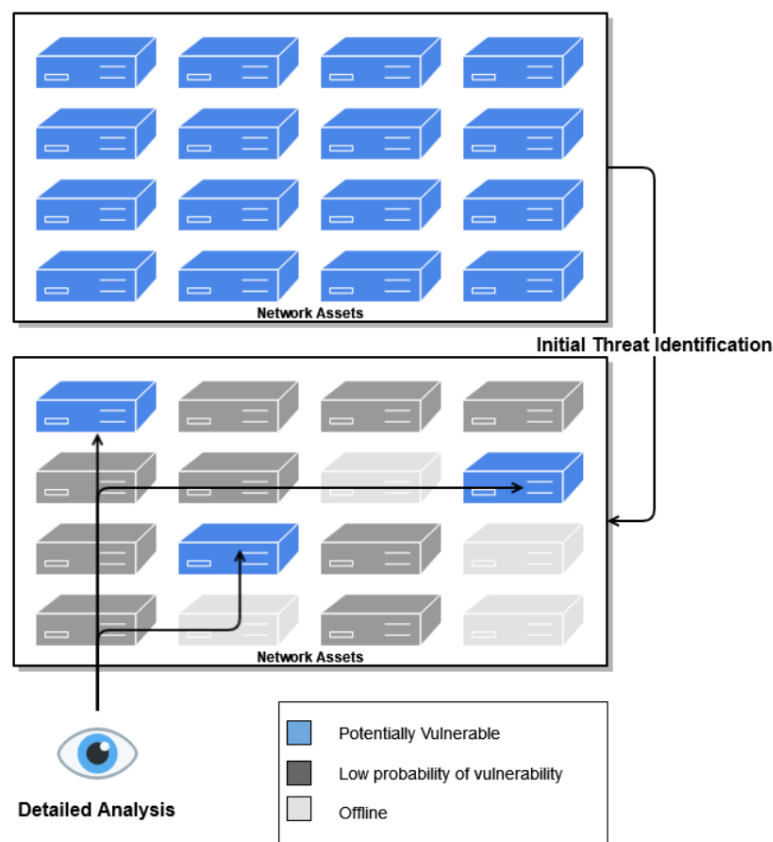 Network Assets
Initial Threat Identification
Network Assets
Detailed Analysis
Potentially Vulnerable
Low probability of vulnerability
Offline